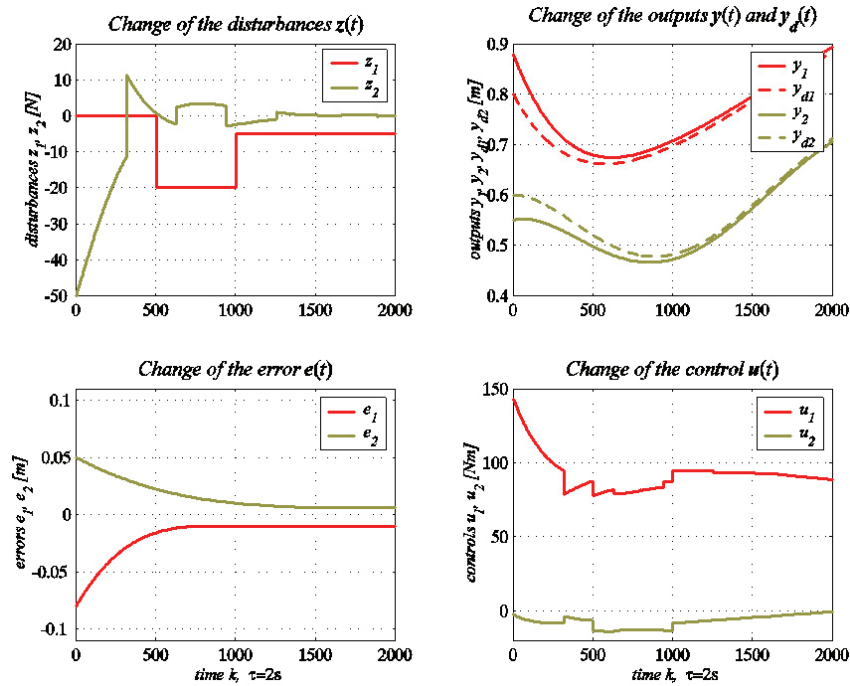 Change of the disturbances z(t)
disturbances z1, z2 [N]
20
10
0
-10
-20
-30
-40
-50
0
500
1000
1500
2000
z1
z2
Change of the outputs y(t) and yd(t)
outputs y1, y2, yd1, yd2 [m]
0.9
0.8
0.7
0.6
0.5
0.4
0
500
1000
1500
2000
y1
yd1
y2
yd2
Change of the error e(t)
errors e1, e2 [m]
0.1
0.05
0
-0.05
-0.1
0
500
1000
1500
2000
time k, τ=2s
e1
e2
Change of the control u(t)
controls u1, u2 [Nm]
150
100
50
0
0
500
1000
1500
2000
time k, τ=2s
u1
u2